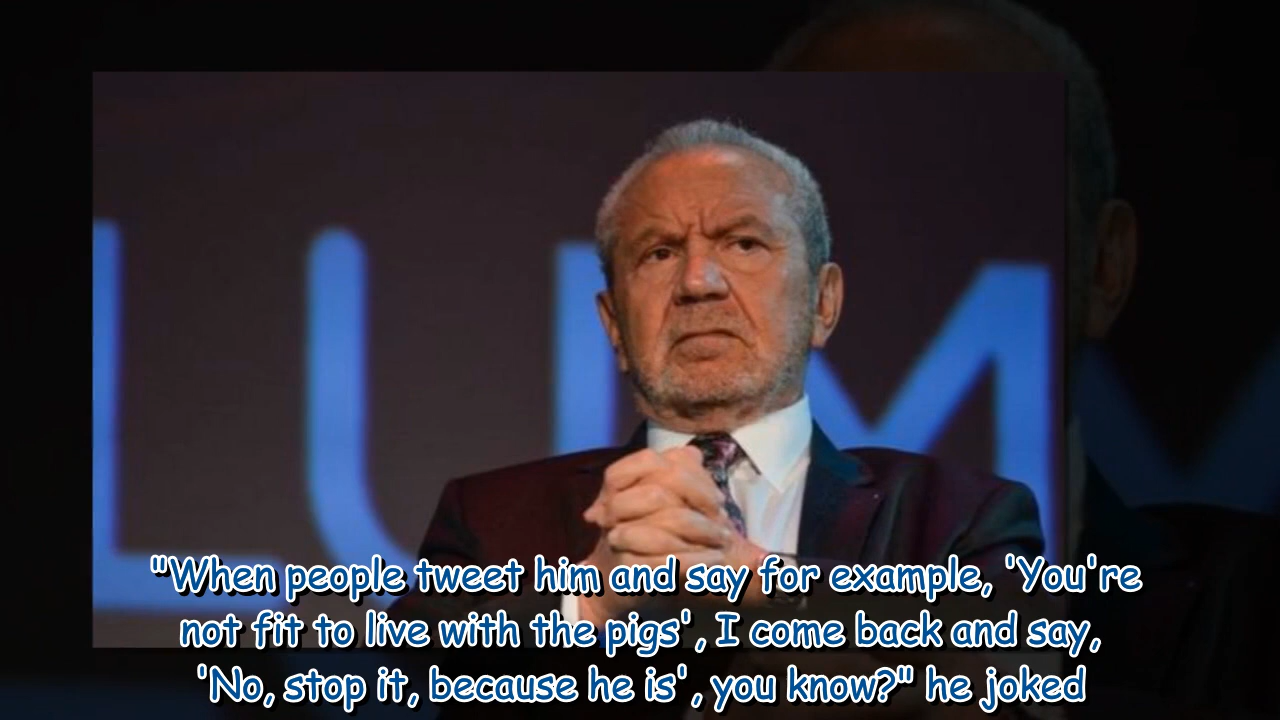 LUM
"When people tweet him and say for example, 'You're
not fit to live with the pigs', I come back and say,
'No, stop it, because he is', you know?" he joked